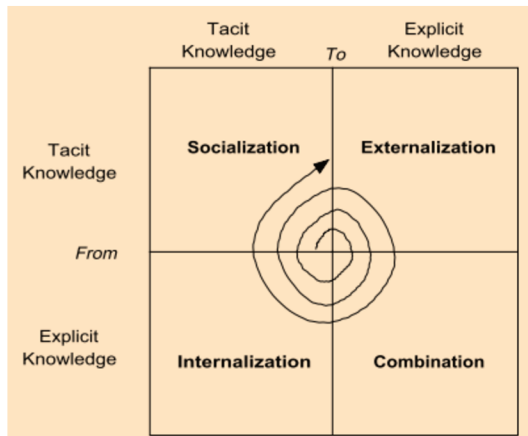 Tacit
Knowledge
To
Explicit
Knowledge
Tacit
Knowledge
Socialization
Externalization
From
Explicit
Knowledge
Internalization
Combination